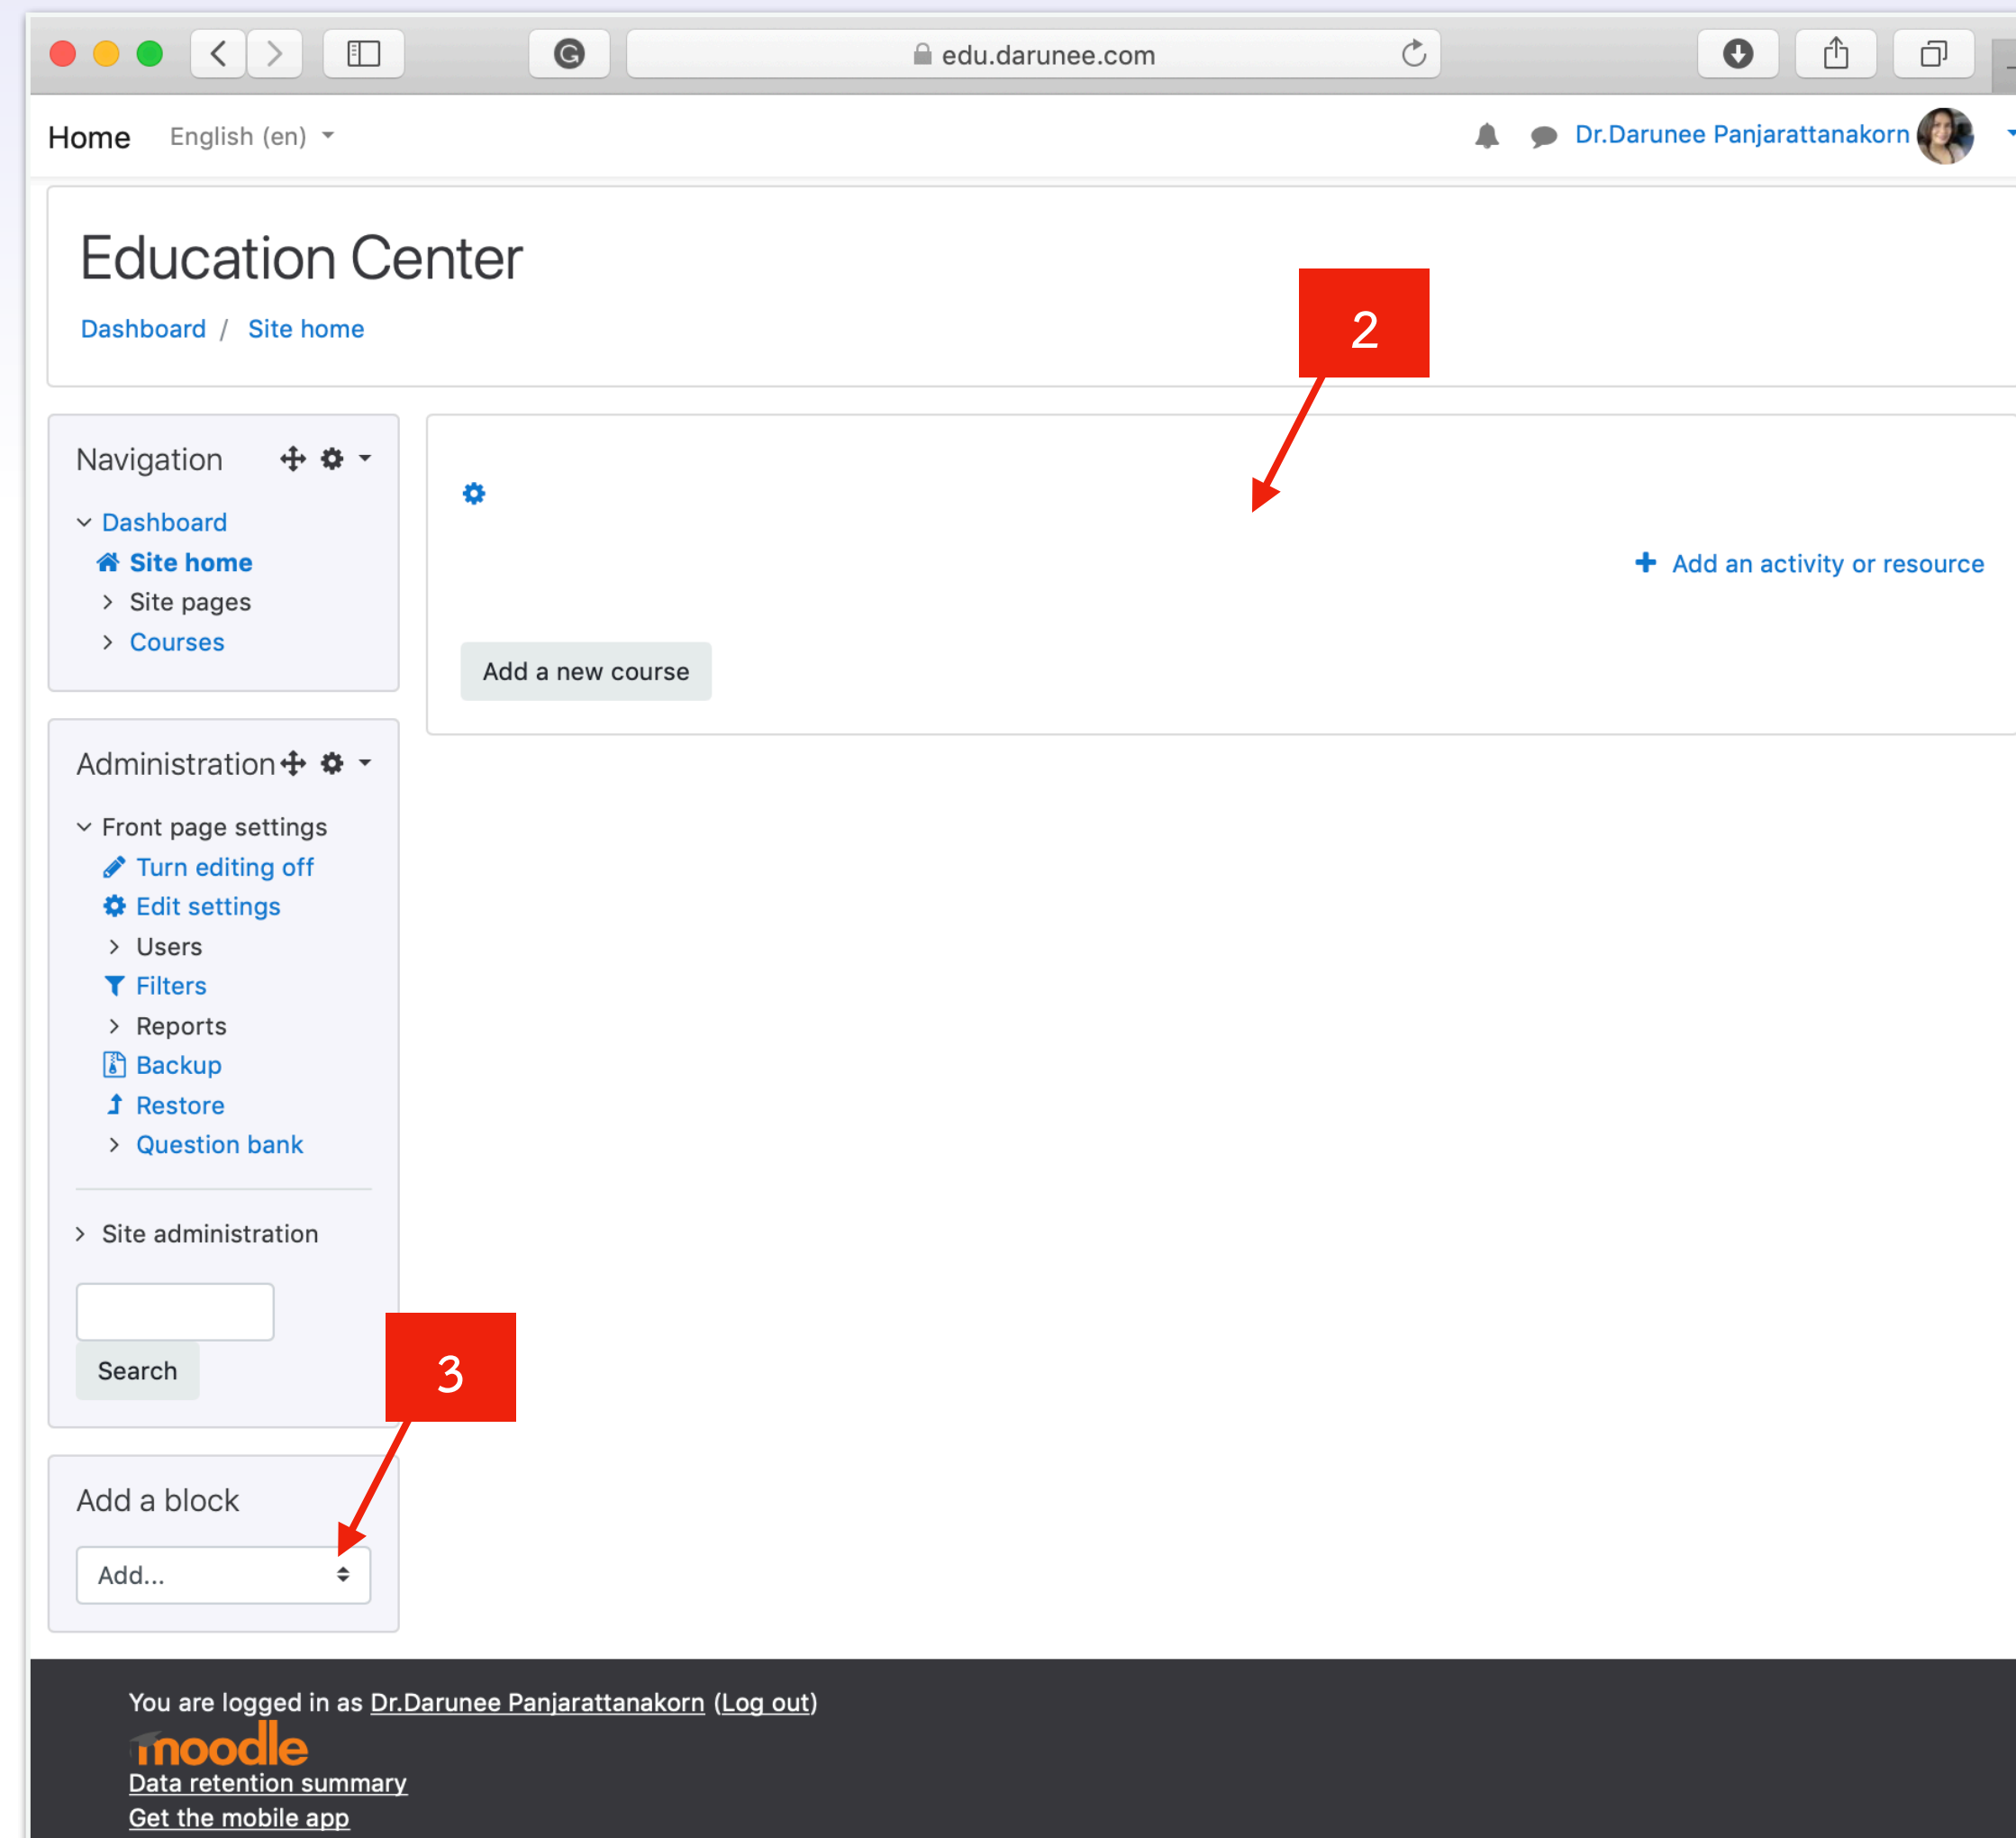 edu.darunee.com
Home English (en) Dr.Darunee Panjarattanakorn
Education Center
Dashboard / Site home
2
Navigation
Dashboard
Site home
Site pages
Courses
Add an activity or resource
Add a new course
Administration
Front page settings
Turn editing off
Edit settings
Users
Filters
Reports
Backup
Restore
Question bank
Site administration
Search
3
Add a block
Add...
You are logged in as Dr.Darunee Panjarattanakorn (Log out)
moodle
Data retention summary
Get the mobile app